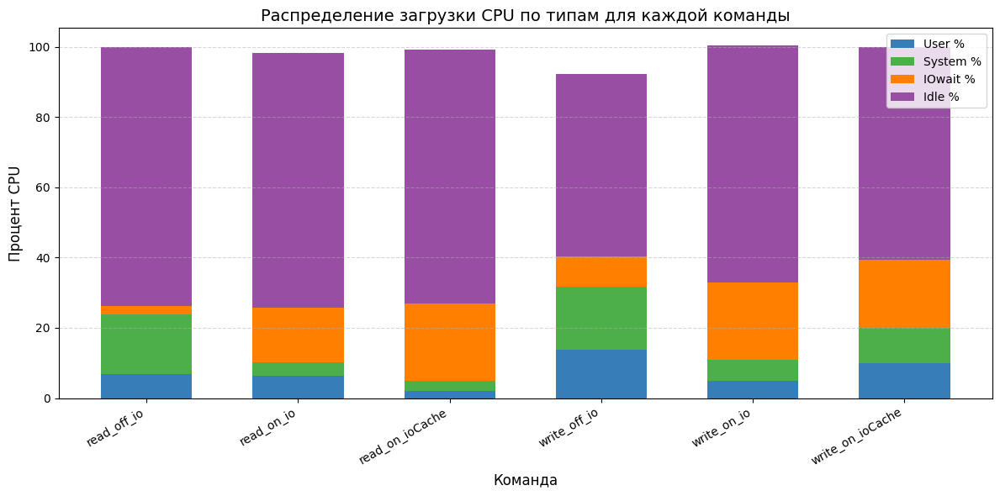 Распределение загрузки CPU по типам для каждой команды
User %
System %
IOwait %
Idle %
Процент CPU
100
80
60
40
20
0
read_off_io
read_on_io
read_on_ioCache
write_off_io
write_on_io
write_on_ioCache
Команда